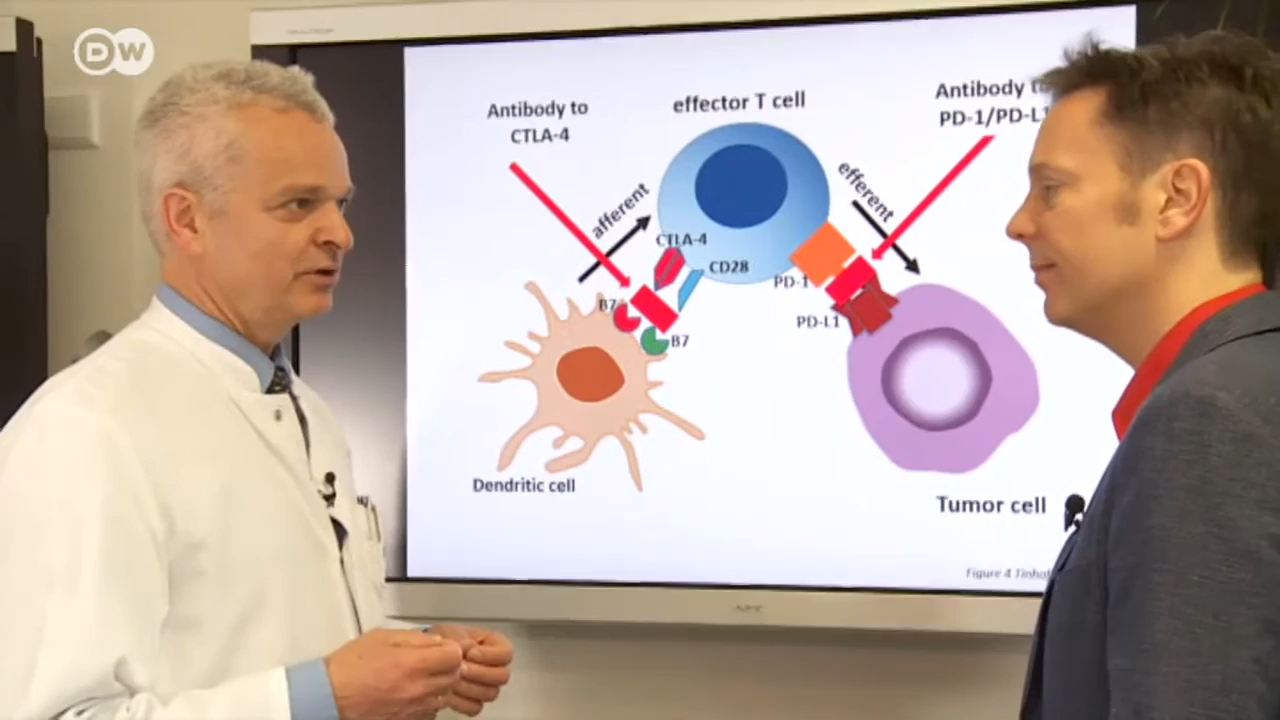 DW
Antibody to
CTLA-4
effector T cell
Antibody
PD-1/PD-L1
afferent
efferent
CTLA-4
CD28
PD-1
B7
PD-L1
B7
Dendritic cell
Tumor cell
Figure 4